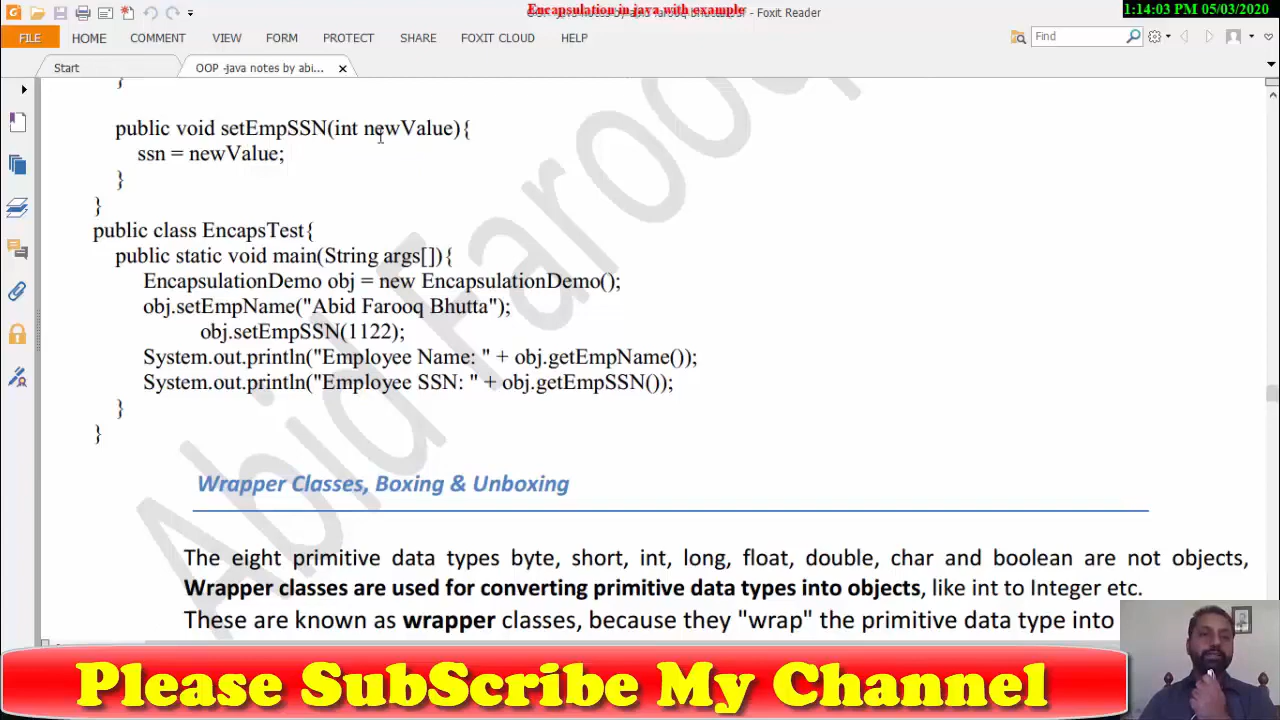 Encapsulation in java with example
Foxit Reader
1:14:03 PM 05/03/2020
FILE HOME COMMENT VIEW FORM PROTECT SHARE FOXIT CLOUD HELP Find
Start OOP -java notes by abi...
}
public void setEmpSSN(int newValue){
ssn = newValue;
}
}
public class EncapsTest{
public static void main(String args[]){
EncapsulationDemo obj = new EncapsulationDemo();
obj.setEmpName("Abid Farooq Bhutta");
obj.setEmpSSN(1122);
System.out.println("Employee Name: " + obj.getEmpName());
System.out.println("Employee SSN: " + obj.getEmpSSN());
}
}
Abid Farooq
Wrapper Classes, Boxing & Unboxing
The eight primitive data types byte, short, int, long, float, double, char and boolean are not objects,
Wrapper classes are used for converting primitive data types into objects, like int to Integer etc.
These are known as wrapper classes, because they "wrap" the primitive data type into
Please SubScribe My Channel